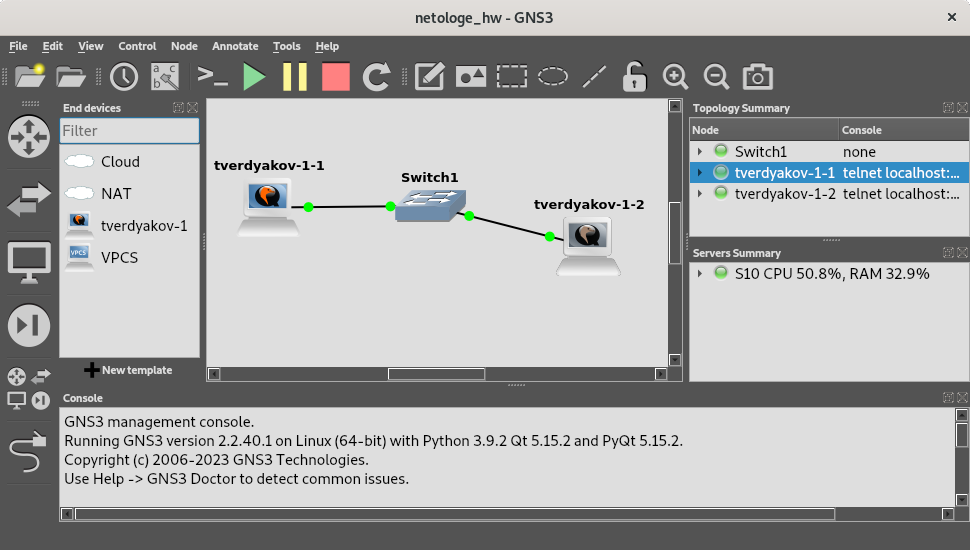 netologe_hw - GNS3
File Edit View Control Node Annotate Tools Help
a c b
End devices
Filter
Cloud
NAT
tverdyakov-1
VPCS
VPCS
New template
tverdyakov-1-1
Switch1
tverdyakov-1-2
Topology Summary
Node Console
Switch1 none
tverdyakov-1-1 telnet localhost:...
tverdyakov-1-2 telnet localhost:...
Servers Summary
S10 CPU 50.8%, RAM 32.9%
Console
GNS3 management console.
Running GNS3 version 2.2.40.1 on Linux (64-bit) with Python 3.9.2 Qt 5.15.2 and PyQt 5.15.2.
Copyright (c) 2006-2023 GNS3 Technologies.
Use Help -> GNS3 Doctor to detect common issues.